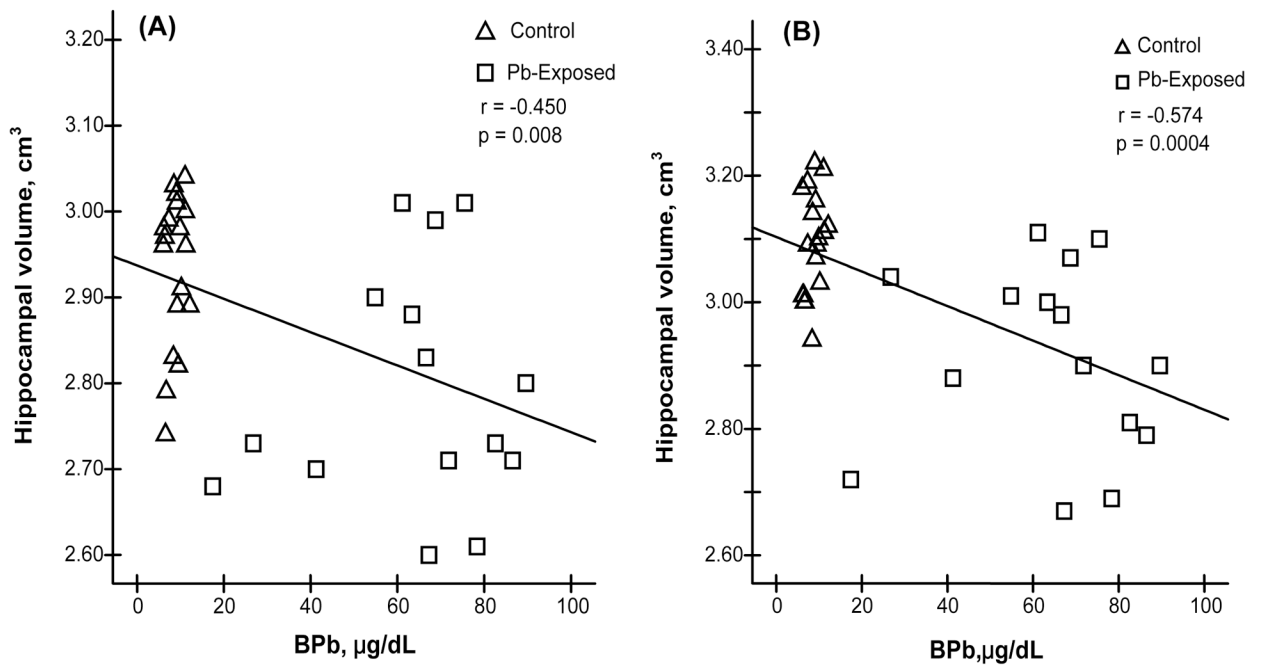 (A)
Control
Pb-Exposed
r = -0.450
p = 0.008
3.20
3.10
3.00
2.90
2.80
2.70
2.60
Hippocampal volume, cm³
0 20 40 60 80 100
BPb, µg/dL
(B)
Control
Pb-Exposed
r = -0.574
p = 0.0004
3.40
3.20
3.00
2.80
2.60
Hippocampal volume, cm³
0 20 40 60 80 100
BPb,µg/dL